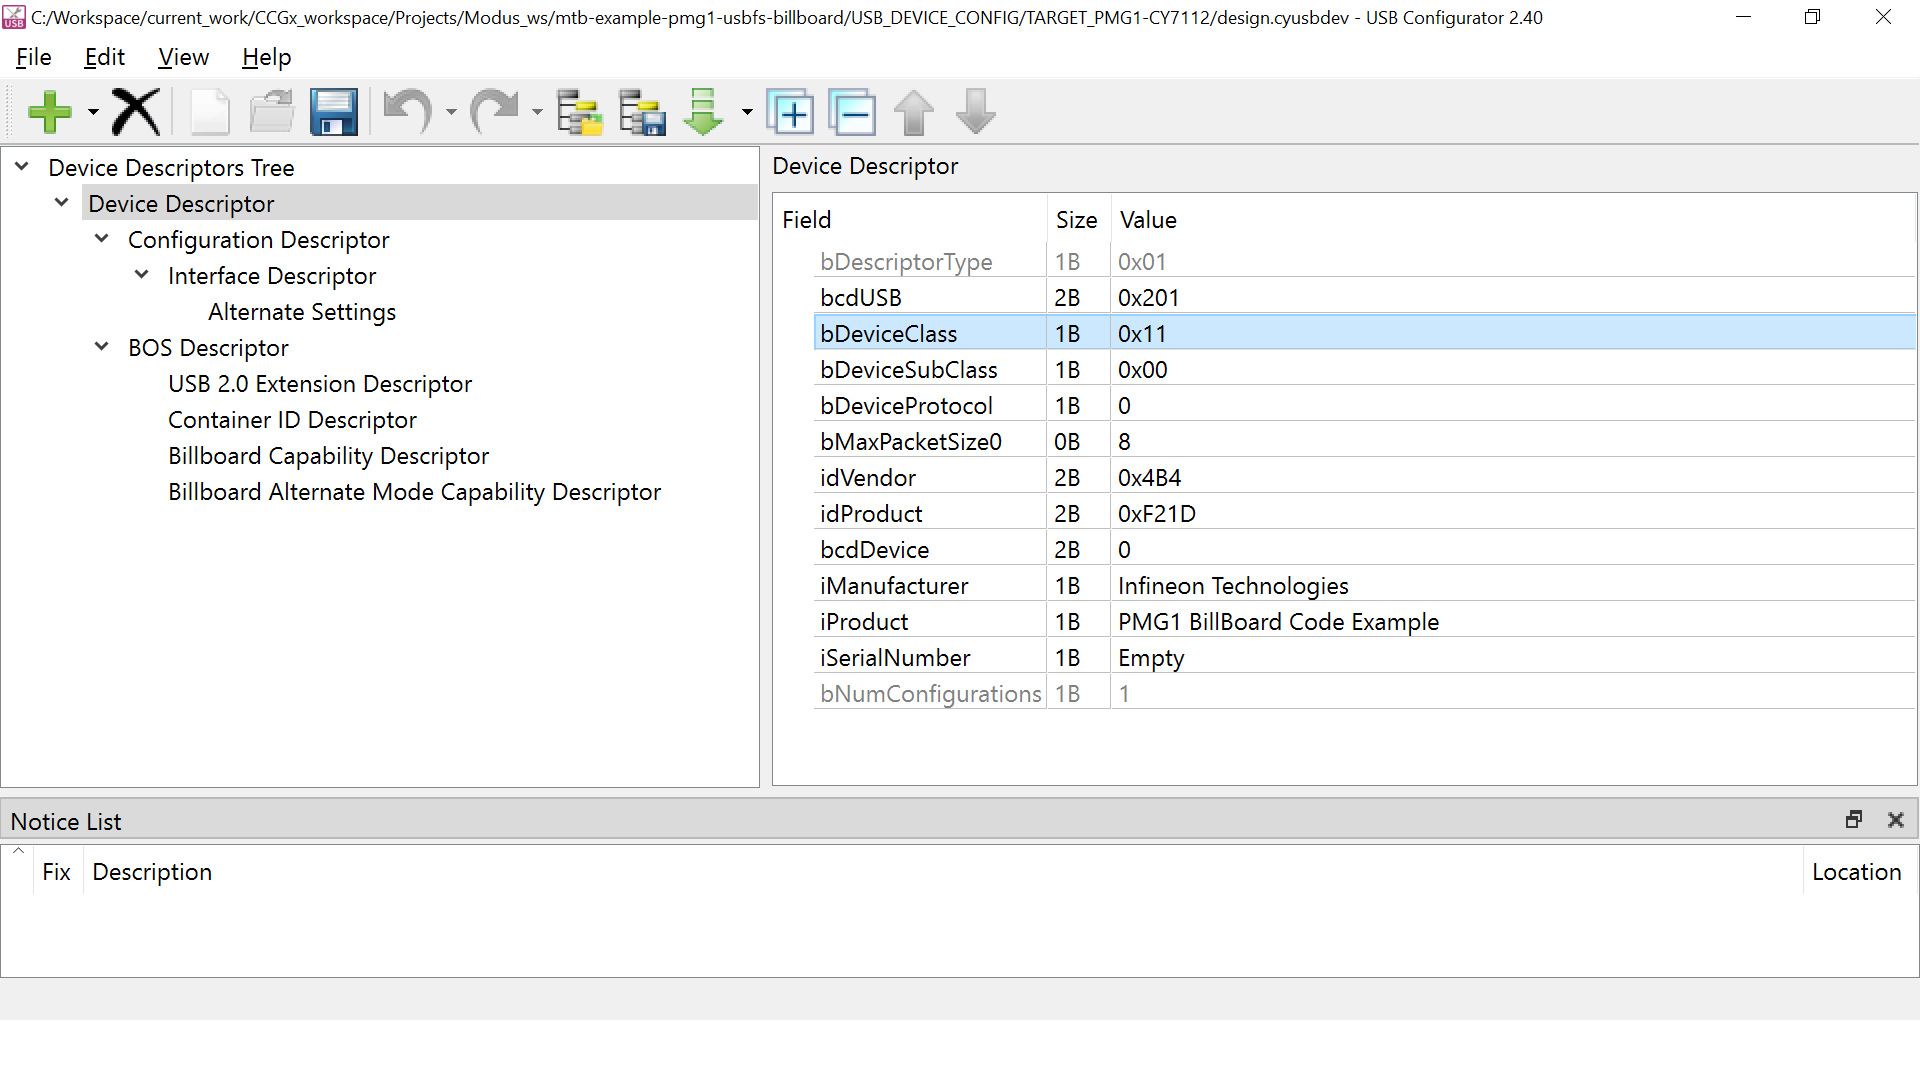 C:/Workspace/current_work/CCGx_workspace/Projects/Modus_ws/mtb-example-pmg1-usbfs-billboard/USB_DEVICE_CONFIG/TARGET_PMG1-CY7112/design.cyusbdev - USB Configurator 2.40
USB
File Edit View Help
Device Descriptors Tree
Device Descriptor
Configuration Descriptor
Interface Descriptor
Alternate Settings
BOS Descriptor
USB 2.0 Extension Descriptor
Container ID Descriptor
Billboard Capability Descriptor
Billboard Alternate Mode Capability Descriptor
Device Descriptor
Field Size Value
bDescriptorType 1B 0x01
bcdUSB 2B 0x201
bDeviceClass 1B 0x11
bDeviceSubClass 1B 0x00
bDeviceProtocol 1B 0
bMaxPacketSize0 0B 8
idVendor 2B 0x4B4
idProduct 2B 0xF21D
bcdDevice 2B 0
iManufacturer 1B Infineon Technologies
iProduct 1B PMG1 BillBoard Code Example
iSerialNumber 1B Empty
bNumConfigurations 1B 1
Notice List
Fix Description Location